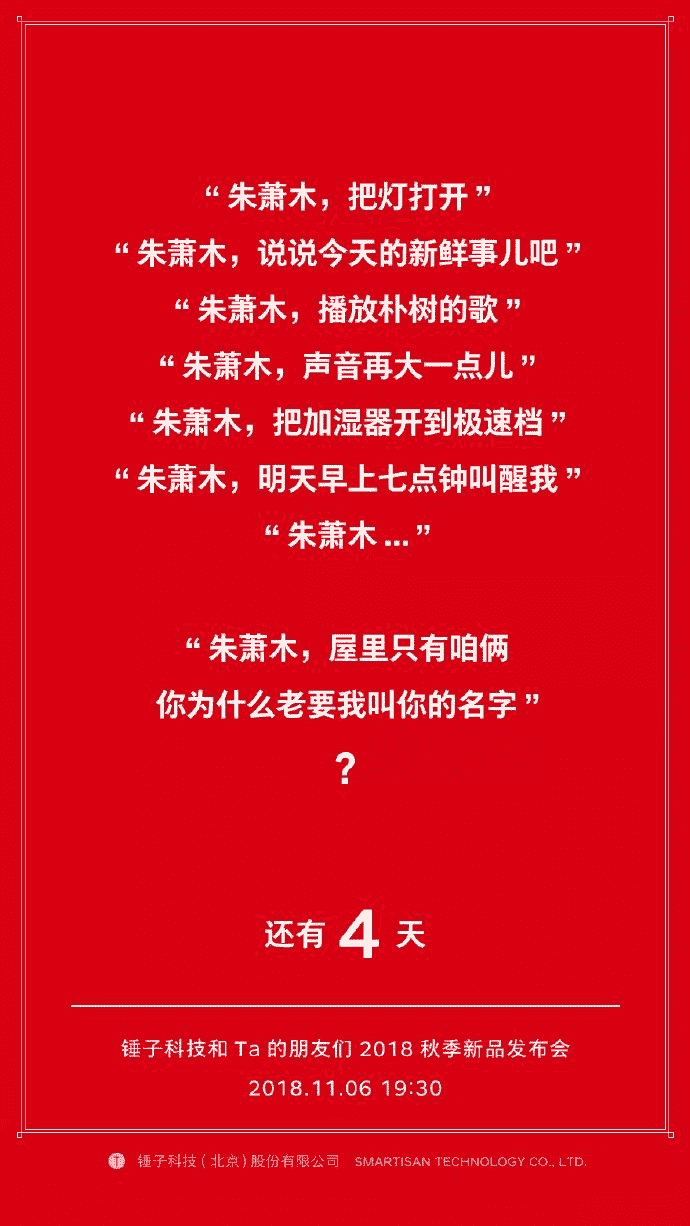 “朱萧木，把灯打开”
“朱萧木，说说今天的新鲜事儿吧”
“朱萧木，播放朴树的歌”
“朱萧木，声音再大一点儿”
“朱萧木，把加湿器开到极速档”
“朱萧木，明天早上七点钟叫醒我”
“朱萧木...”
“朱萧木，屋里只有咱俩
你为什么老要我叫你的名字”
?
还有 4 天
锤子科技和 Ta 的朋友们 2018 秋季新品发布会
2018.11.06 19:30
锤子科技(北京)股份有限公司 SMARTISAN TECHNOLOGY CO., LTD.